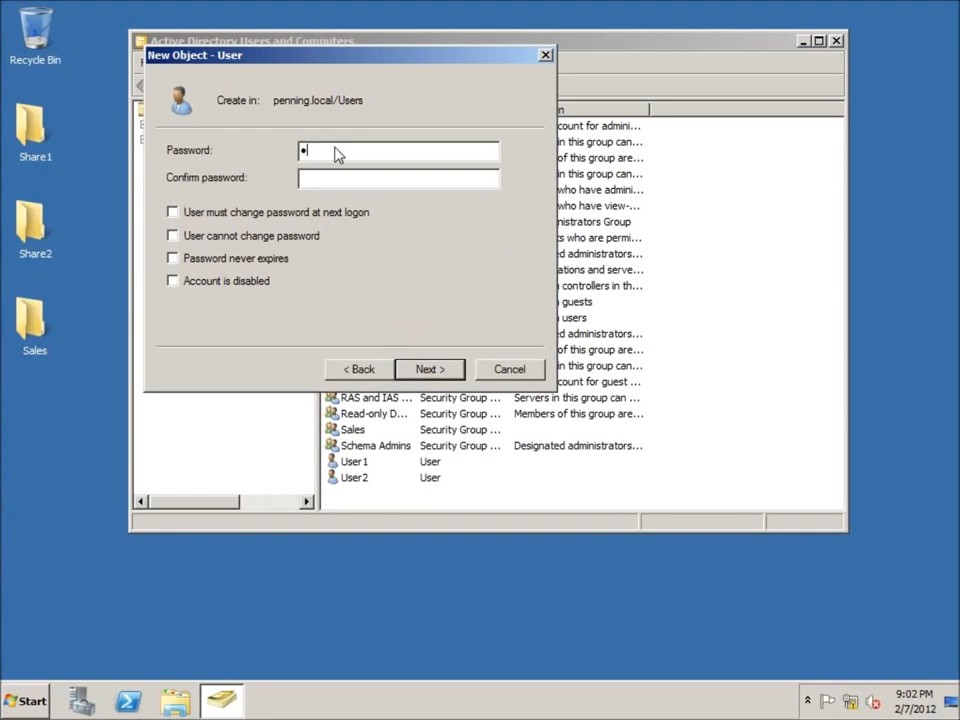 Recycle Bin
Share1
Share2
Sales
Active Directory Users and Computers
New Object - User
Create in: penning.local/Users
Password:
Confirm password:
User must change password at next logon
User cannot change password
Password never expires
Account is disabled
< Back
Next >
Cancel
count for admini...
in this group can...
of this group are...
in this group can...
who have admini...
who have view-...
nistrators Group
s who are permi...
ed administrators...
ations and serve...
controllers in th...
guests
users
ed administrators...
of this group are...
in this group can...
count for guest ...
RAS and IAS ... Security Group ... Servers in this group can ...
Read-only D... Security Group ... Members of this group are...
Sales Security Group ...
Schema Admins Security Group ... Designated administrators...
User1 User
User2 User
Start
9:02 PM
2/7/2012